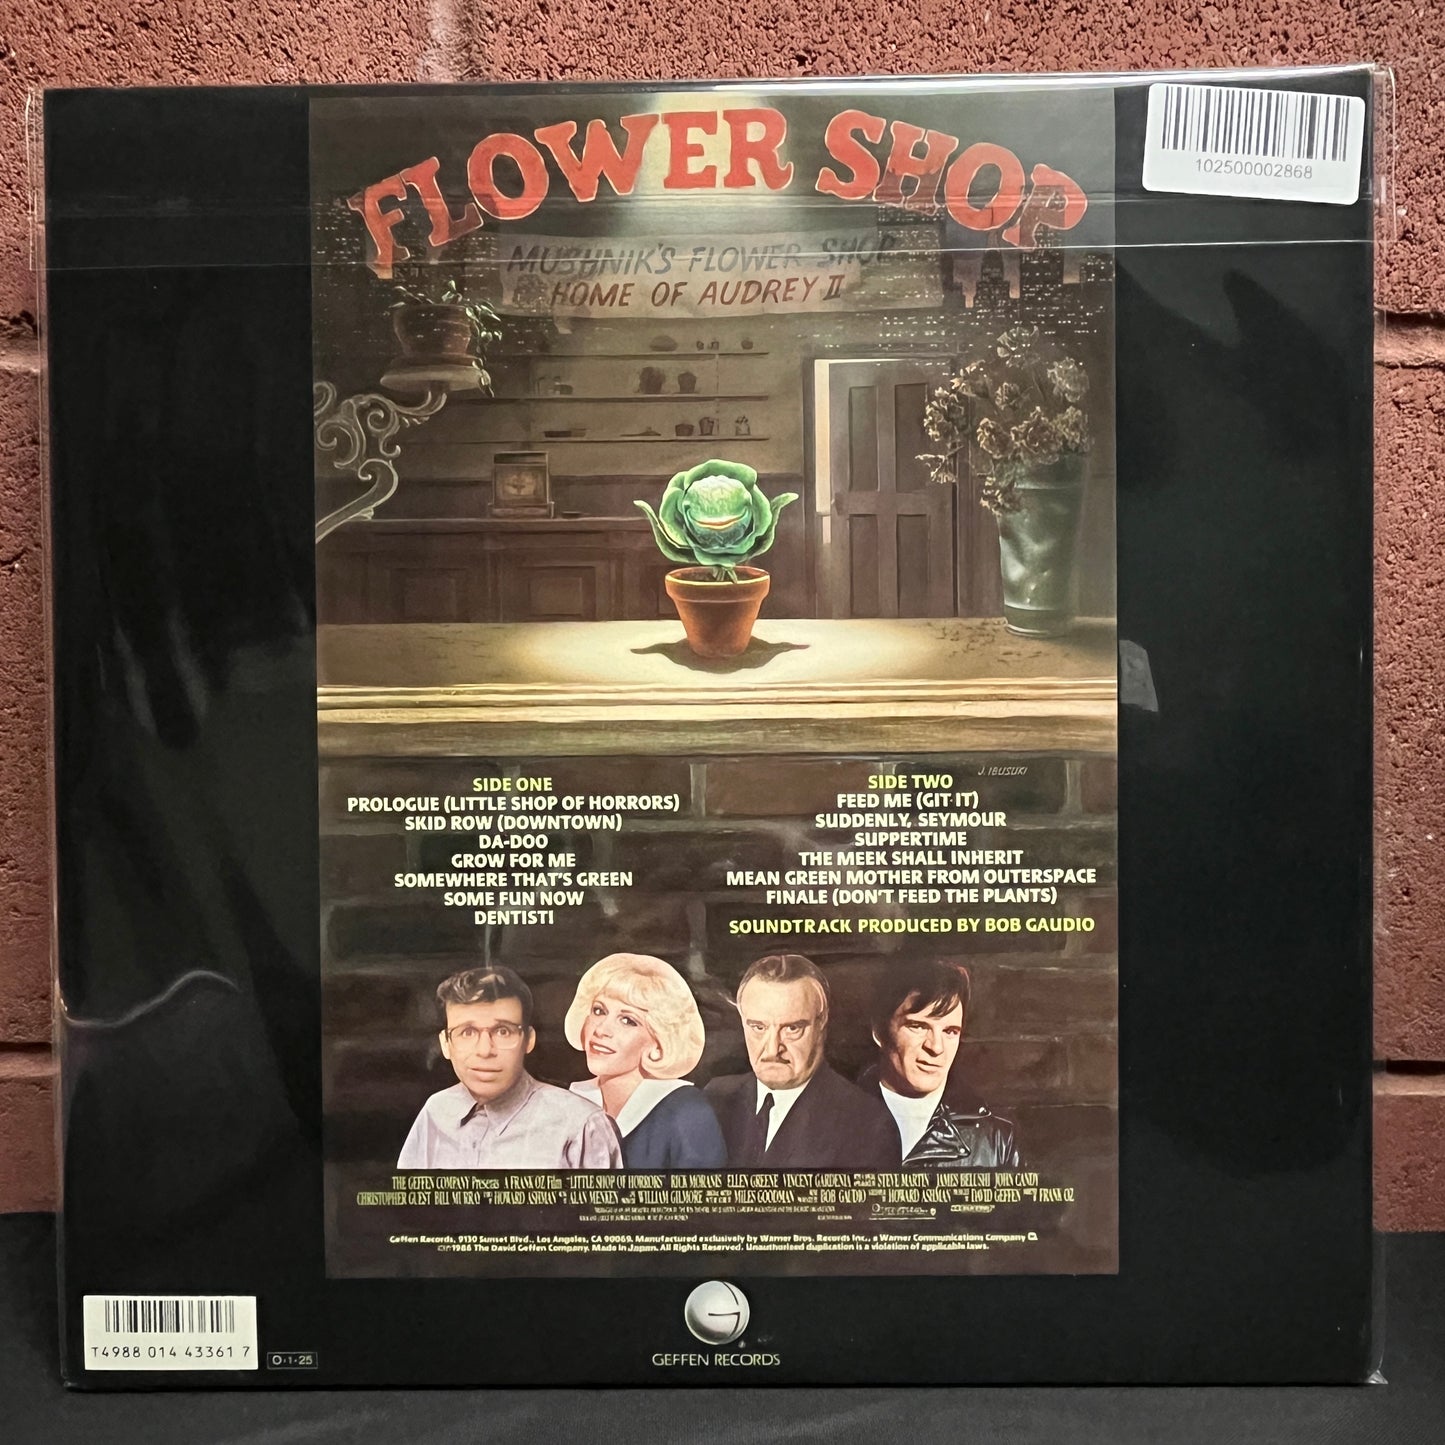 102500002868
FLOWER SHOP
MUSHNIK'S FLOWER SHOP
HOME OF AUDREY II
J. IBUSUKI
SIDE ONE
PROLOGUE (LITTLE SHOP OF HORRORS)
SKID ROW (DOWNTOWN)
DA-DOO
GROW FOR ME
SOMEWHERE THAT'S GREEN
SOME FUN NOW
DENTIST!
SIDE TWO
FEED ME (GIT IT)
SUDDENLY, SEYMOUR
SUPPERTIME
THE MEEK SHALL INHERIT
MEAN GREEN MOTHER FROM OUTERSPACE
FINALE (DON'T FEED THE PLANTS)
SOUNDTRACK PRODUCED BY BOB GAUDIO
THE GEFFEN COMPANY Presents A FRANK OZ Film "LITTLE SHOP OF HORRORS" RICK MORANIS ELLEN GREENE VINCENT GARDENIA STEVE MARTIN JAMES BELUSHI JOHN CANDY
CHRISTOPHER GUEST BILL MURRAY HOWARD ASHMAN ALAN MENKEN WILLIAM GILMORE MILES GOODMAN BOB GAUDIO HOWARD ASHMAN DAVID GEFFEN FRANK OZ
Geffen Records, 9130 Sunset Blvd., Los Angeles, CA 90069. Manufactured exclusively by Warner Bros. Records Inc., a Warner Communications Company
1986 The David Geffen Company. Made in Japan. All Rights Reserved. Unauthorized duplication is a violation of applicable laws.
T4988 014 43361 7
O·1·25
GEFFEN RECORDS